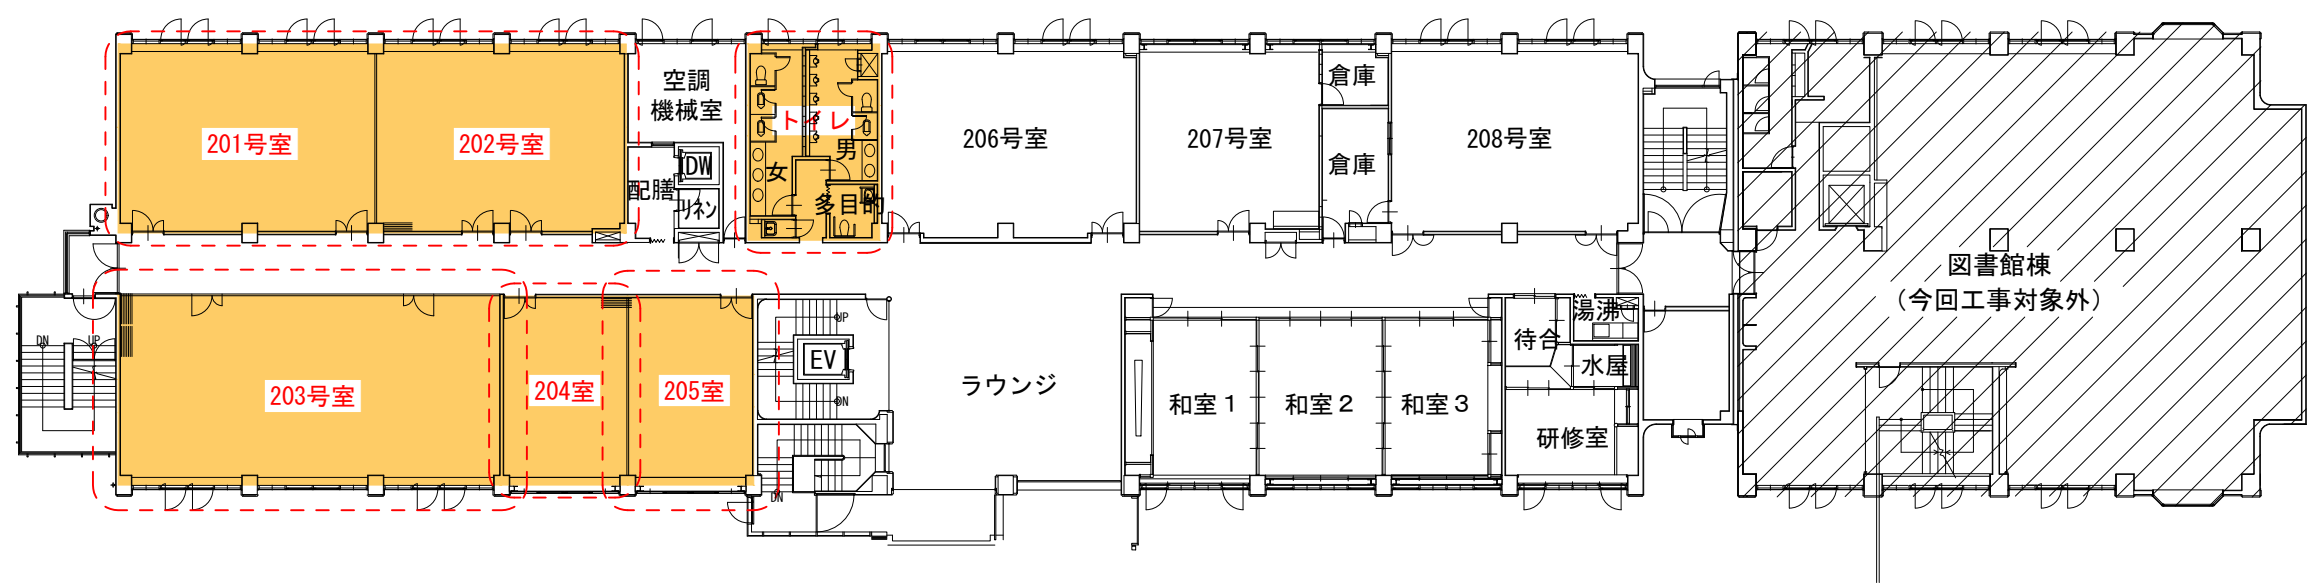 201号室
202号室
空調
機械室
DW
配膳
リネン
トイレ
女
男
多目的
206号室
207号室
倉庫
倉庫
208号室
図書館棟
（今回工事対象外）
DN
UP
203号室
204室
205室
UP
EV
DN
DN
ラウンジ
和室１
和室２
和室３
待合
湯沸
水屋
研修室